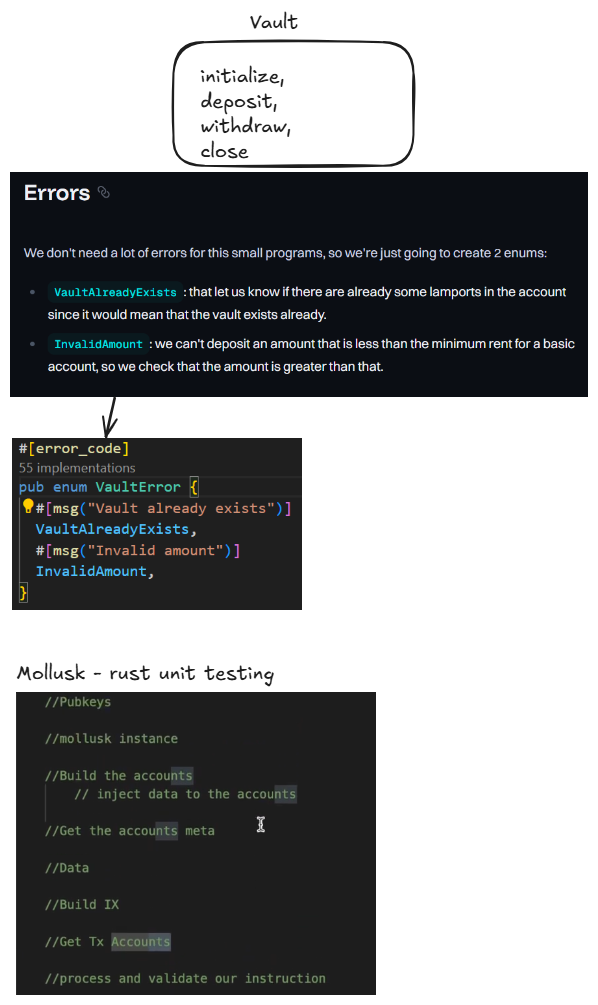 Vault
initialize,
deposit,
withdraw,
close
Errors
We don't need a lot of errors for this small programs, so we're just going to create 2 enums:
VaultAlreadyExists : that let us know if there are already some lamports in the account
since it would mean that the vault exists already.
InvalidAmount : we can't deposit an amount that is less than the minimum rent for a basic
account, so we check that the amount is greater than that.
#[error_code]
55 implementations
pub enum VaultError {
#[msg("Vault already exists")]
VaultAlreadyExists,
#[msg("Invalid amount")]
InvalidAmount,
}
Mollusk - rust unit testing
//Pubkeys
//mollusk instance
//Build the accounts
// inject data to the accounts
//Get the accounts meta
//Data
//Build IX
//Get Tx Accounts
//process and validate our instruction